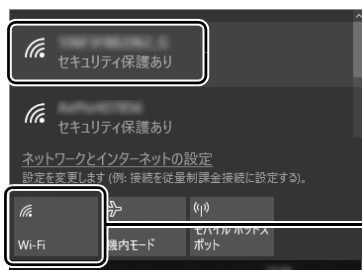 セキュリティ保護あり
セキュリティ保護あり
ネットワークとインターネットの設定
設定を変更します (例: 接続を従量制課金接続に設定する)。
Wi-Fi
機内モード
モバイル ホットス
ポット